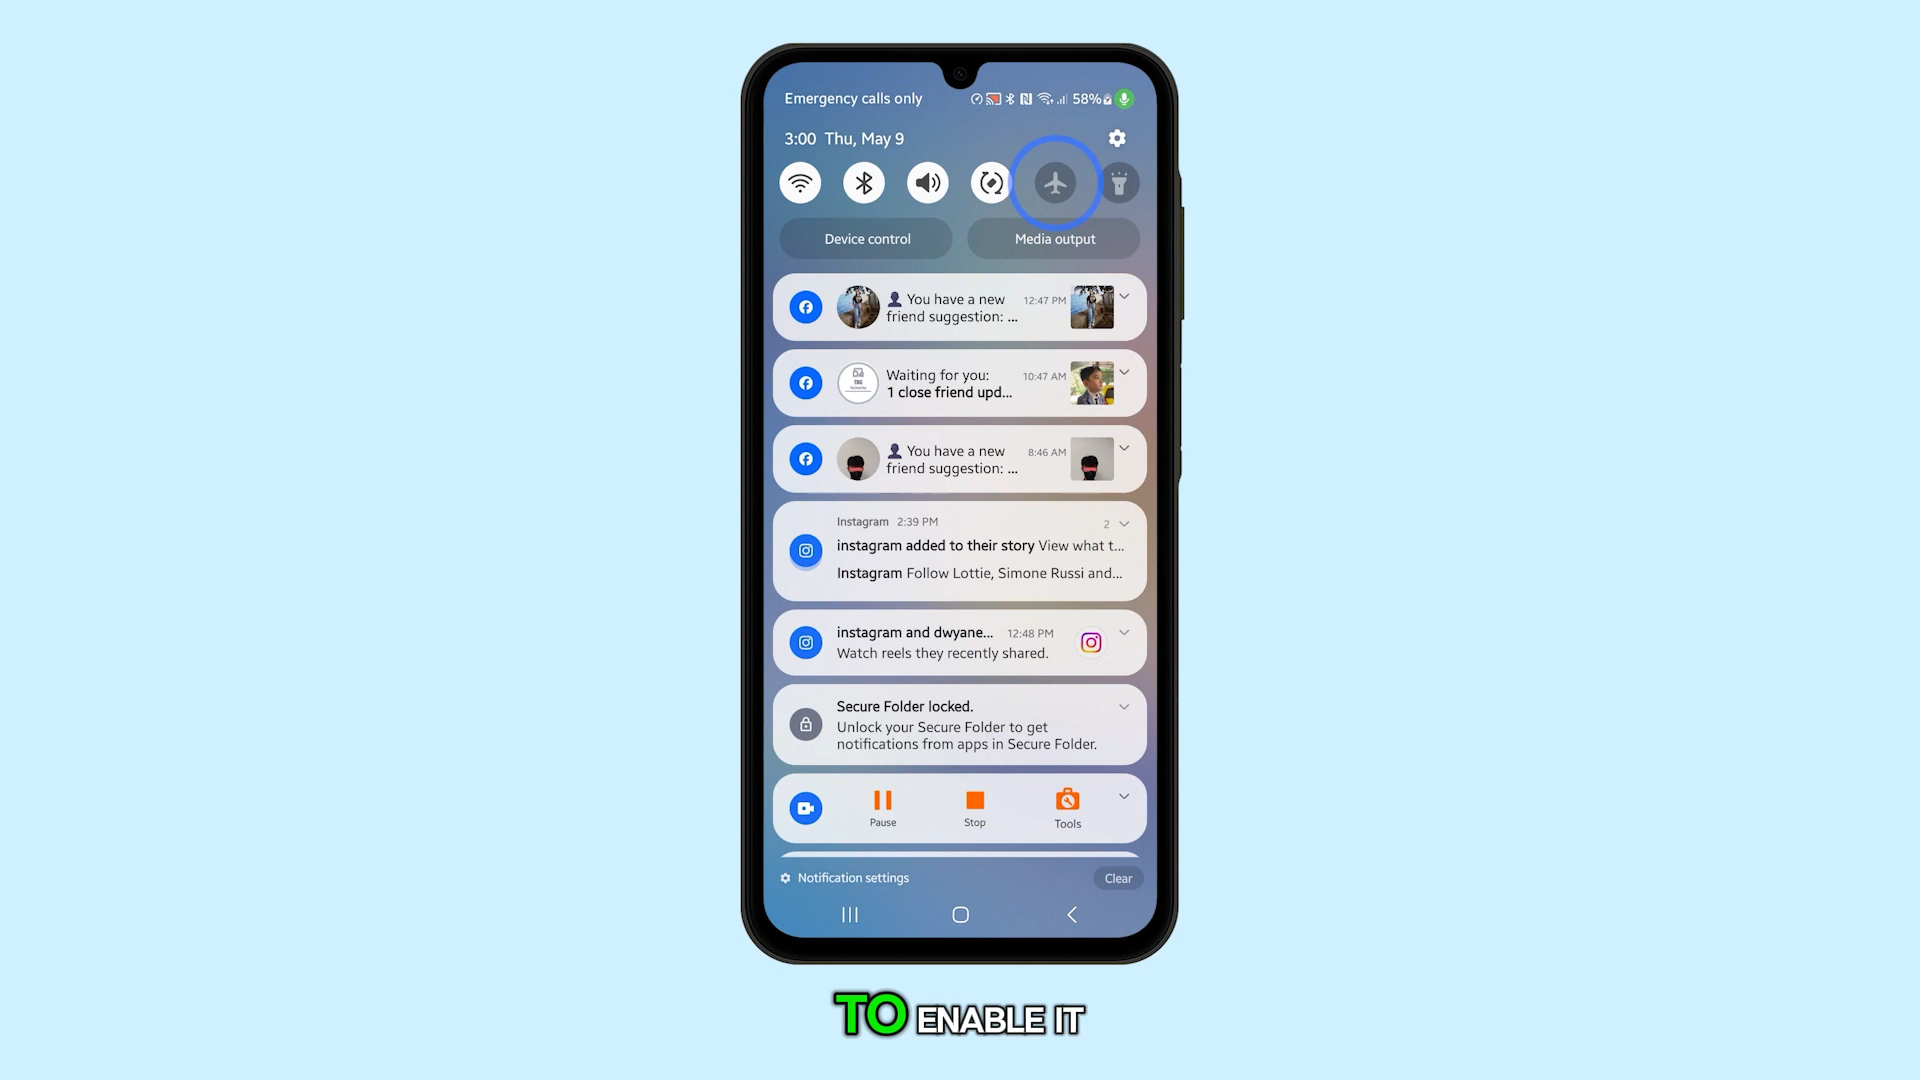 Emergency calls only
58%
3:00 Thu, May 9
Device control
Media output
You have a new
friend suggestion: ...
12:47 PM
Waiting for you:
1 close friend upd...
10:47 AM
You have a new
friend suggestion: ...
8:46 AM
Instagram 2:39 PM
2
instagram added to their story View what t...
Instagram Follow Lottie, Simone Russi and...
instagram and dwyane... 12:48 PM
Watch reels they recently shared.
Secure Folder locked.
Unlock your Secure Folder to get
notifications from apps in Secure Folder.
Pause
Stop
Tools
Notification settings
Clear
TO ENABLE IT